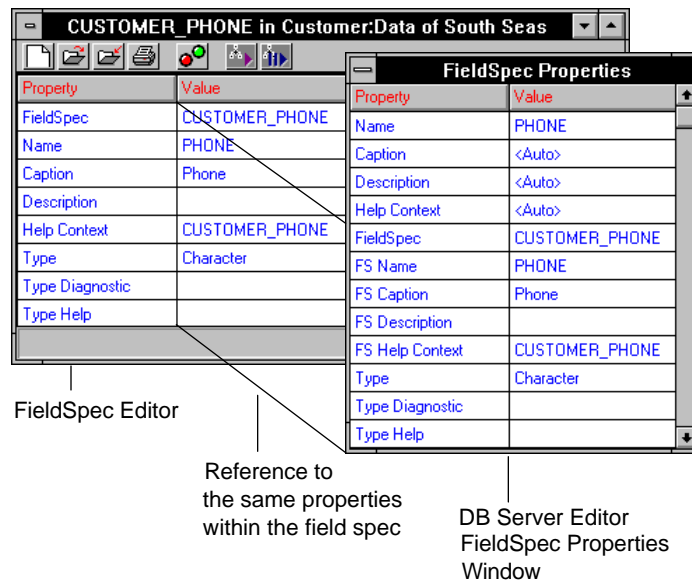 CUSTOMER_PHONE in Customer:Data of South Seas
Property Value
FieldSpec CUSTOMER_PHONE
Name PHONE
Caption Phone
Description
Help Context CUSTOMER_PHONE
Type Character
Type Diagnostic
Type Help
FieldSpec Properties
Property Value
Name PHONE
Caption <Auto>
Description <Auto>
Help Context <Auto>
FieldSpec CUSTOMER_PHONE
FS Name PHONE
FS Caption Phone
FS Description
FS Help Context CUSTOMER_PHONE
Type Character
Type Diagnostic
Type Help
FieldSpec Editor
Reference to
the same properties
within the field spec
DB Server Editor
FieldSpec Properties
Window